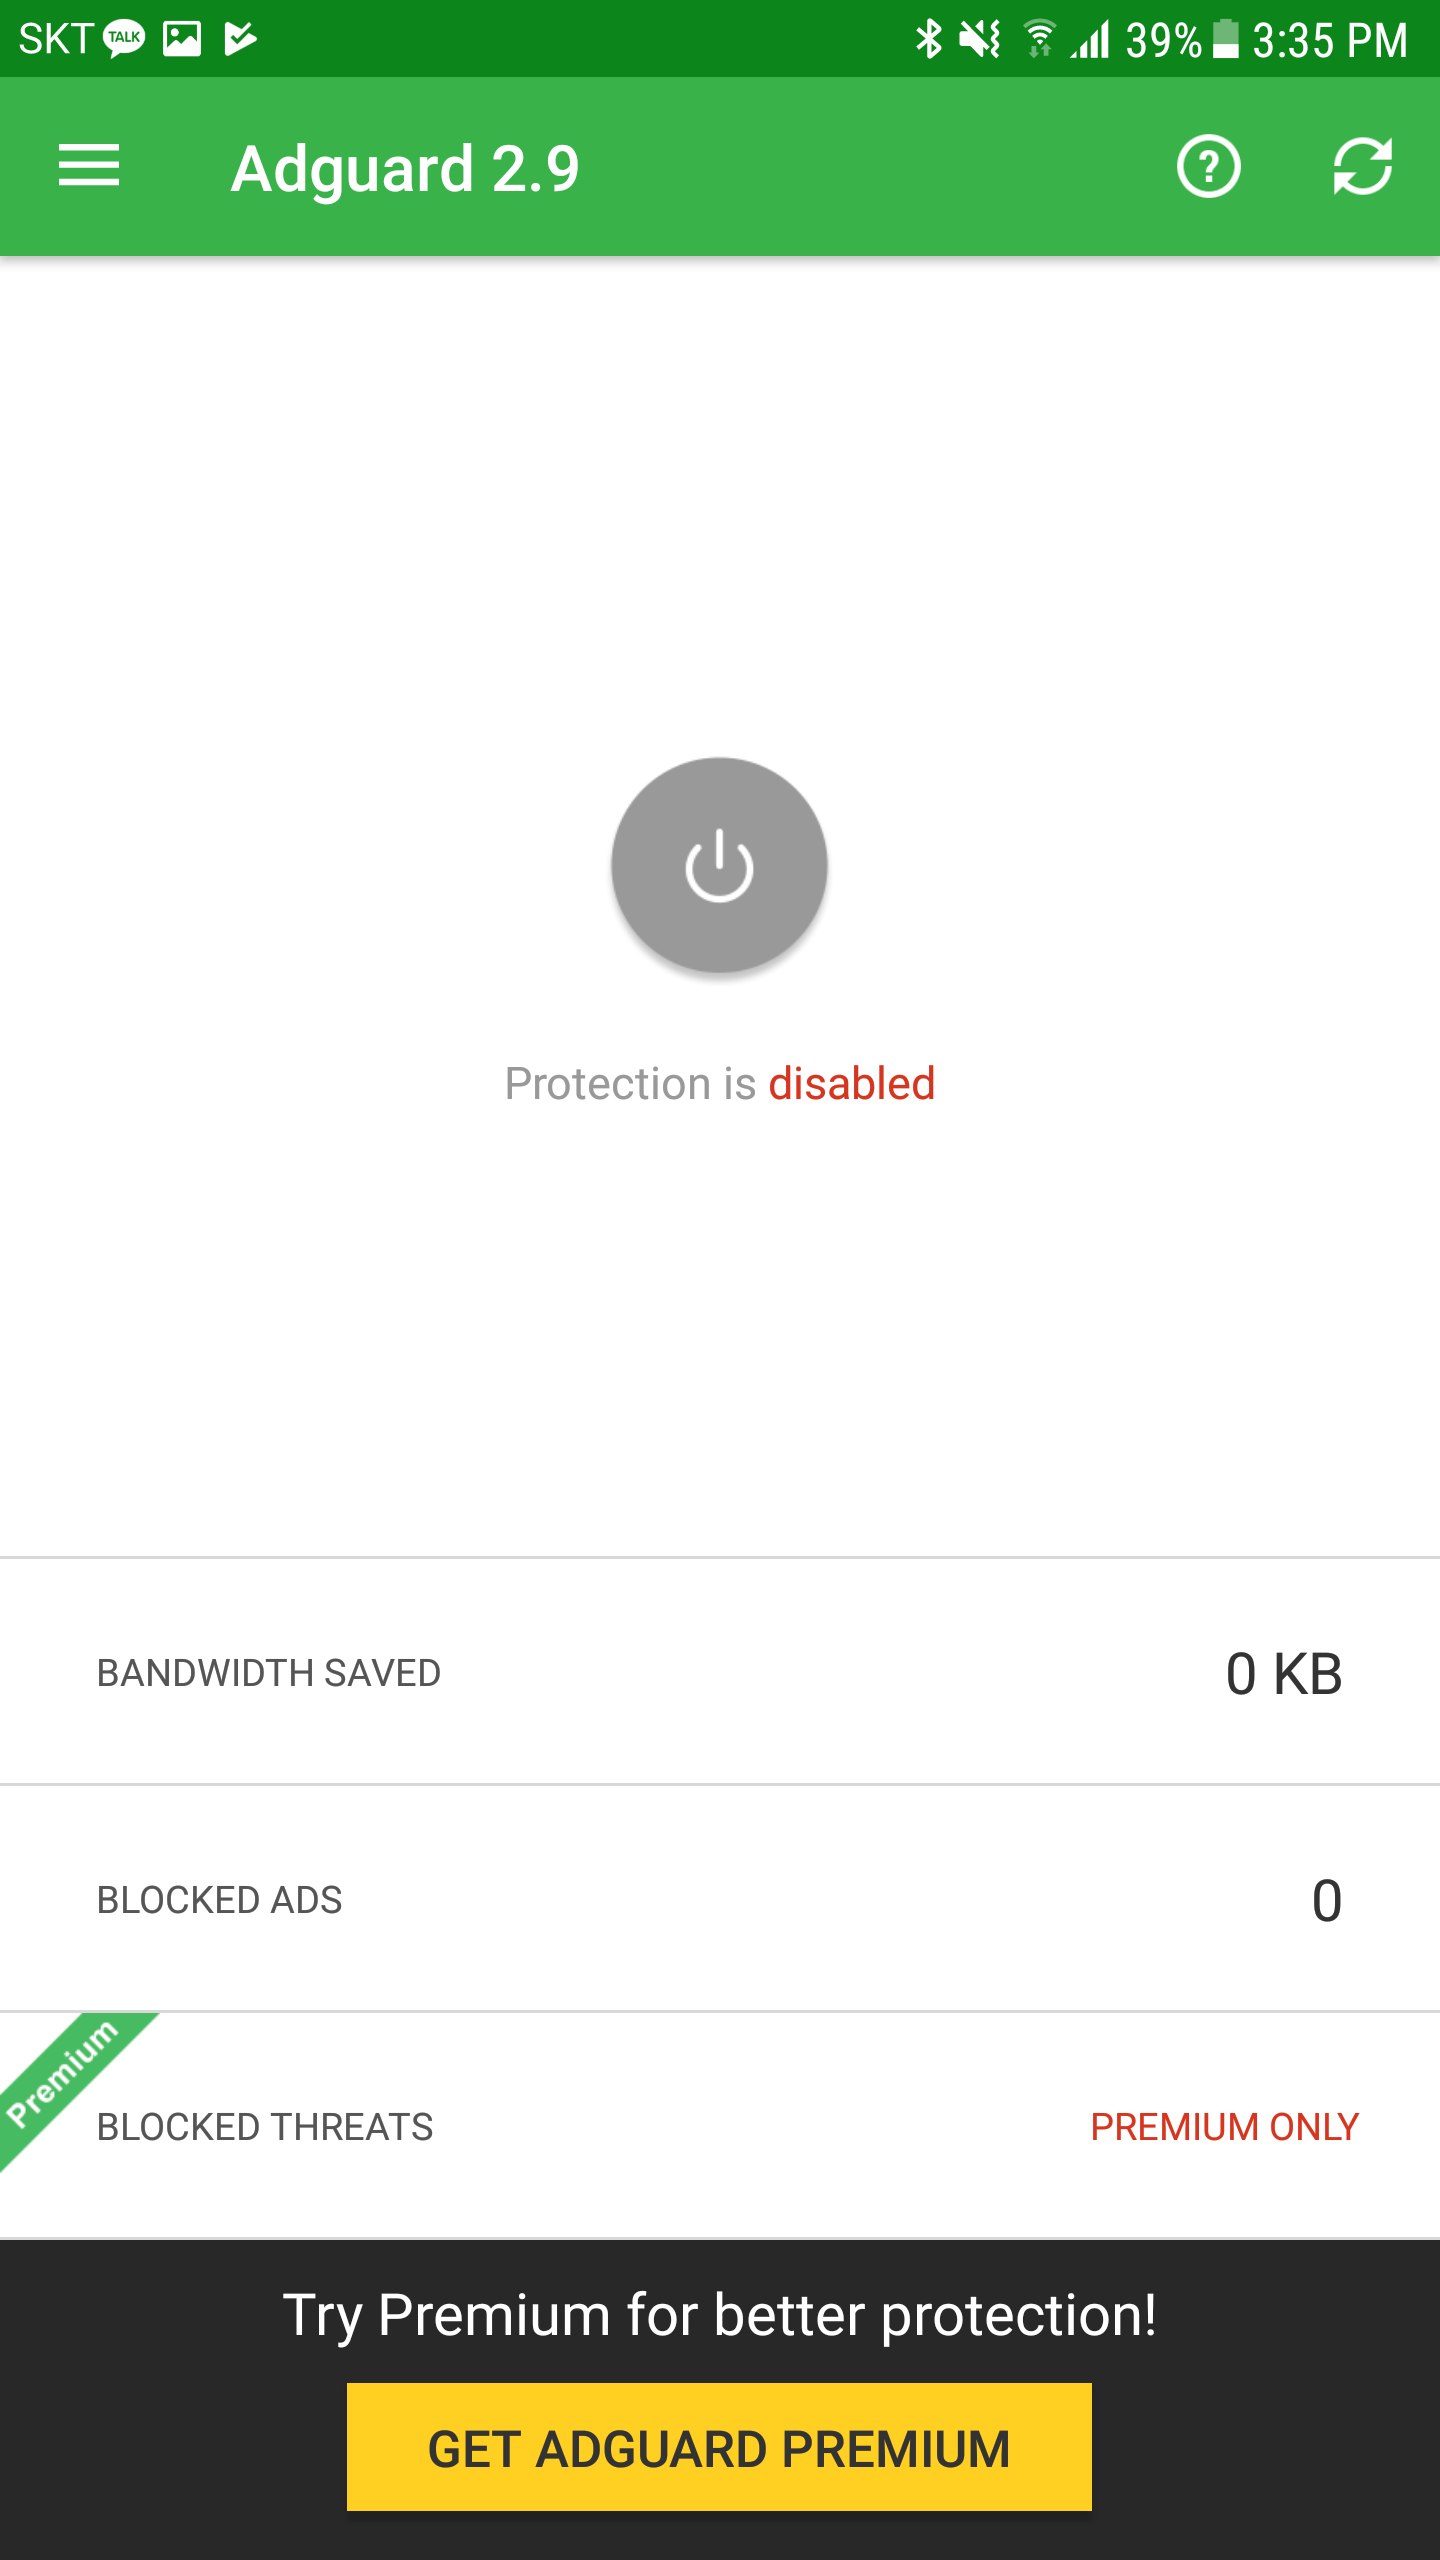 SKT TALK 39% 3:35 PM
Adguard 2.9 ?
Protection is disabled
BANDWIDTH SAVED 0 KB
BLOCKED ADS 0
Premium
BLOCKED THREATS PREMIUM ONLY
Try Premium for better protection!
GET ADGUARD PREMIUM